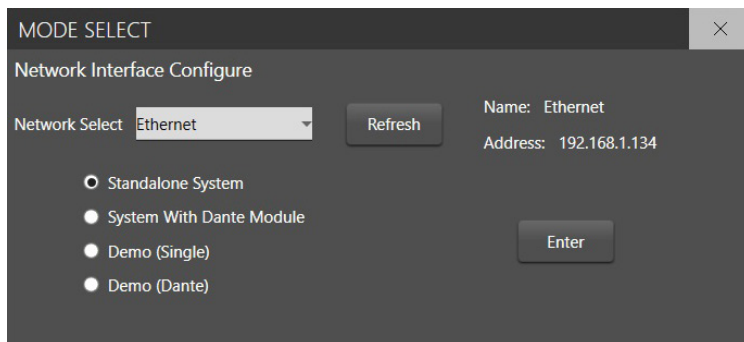 MODE SELECT
Network Interface Configure
Network Select Ethernet Refresh
Name: Ethernet
Address: 192.168.1.134
Standalone System
System With Dante Module
Demo (Single)
Demo (Dante)
Enter